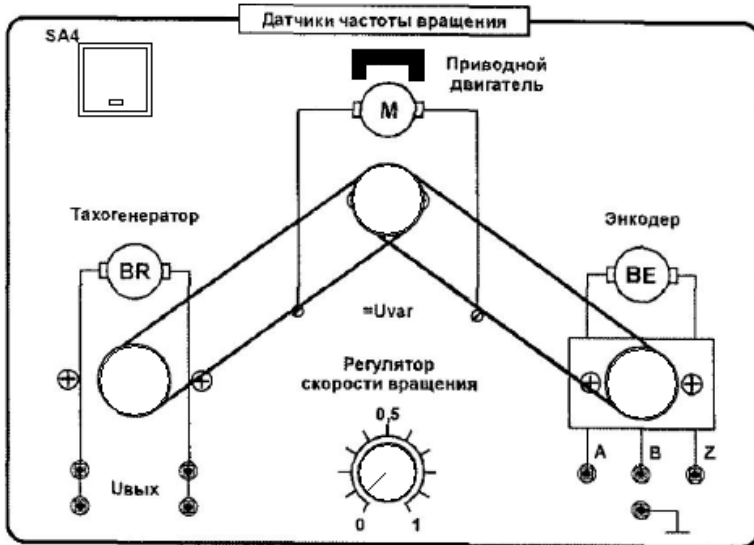 Датчики частоты вращения
SA4
Приводной
двигатель
M
Тахогенератор
Энкодер
BR
BE
=Uvar
Регулятор
скорости вращения
0,5
A
B
Z
Uвых
0
1